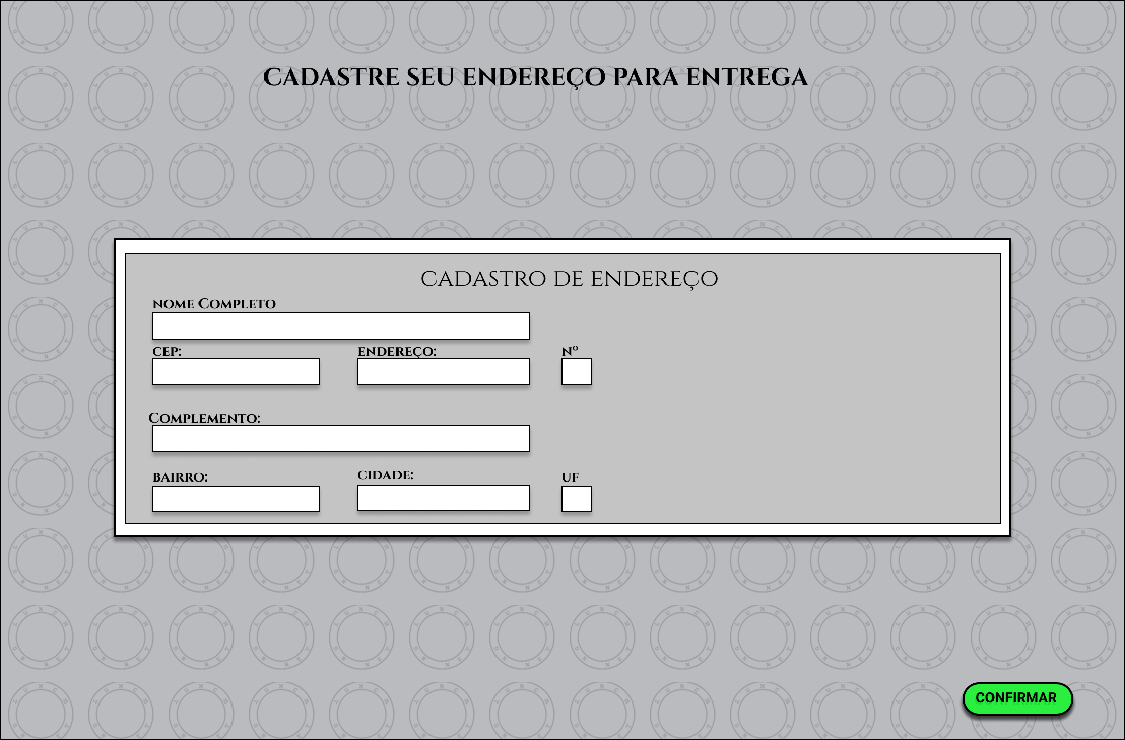 CADASTRE SEU ENDEREÇO PARA ENTREGA
CADASTRO DE ENDEREÇO
NOME COMPLETO
CEP: ENDEREÇO: Nº
COMPLEMENTO:
BAIRRO: CIDADE: UF
CONFIRMAR